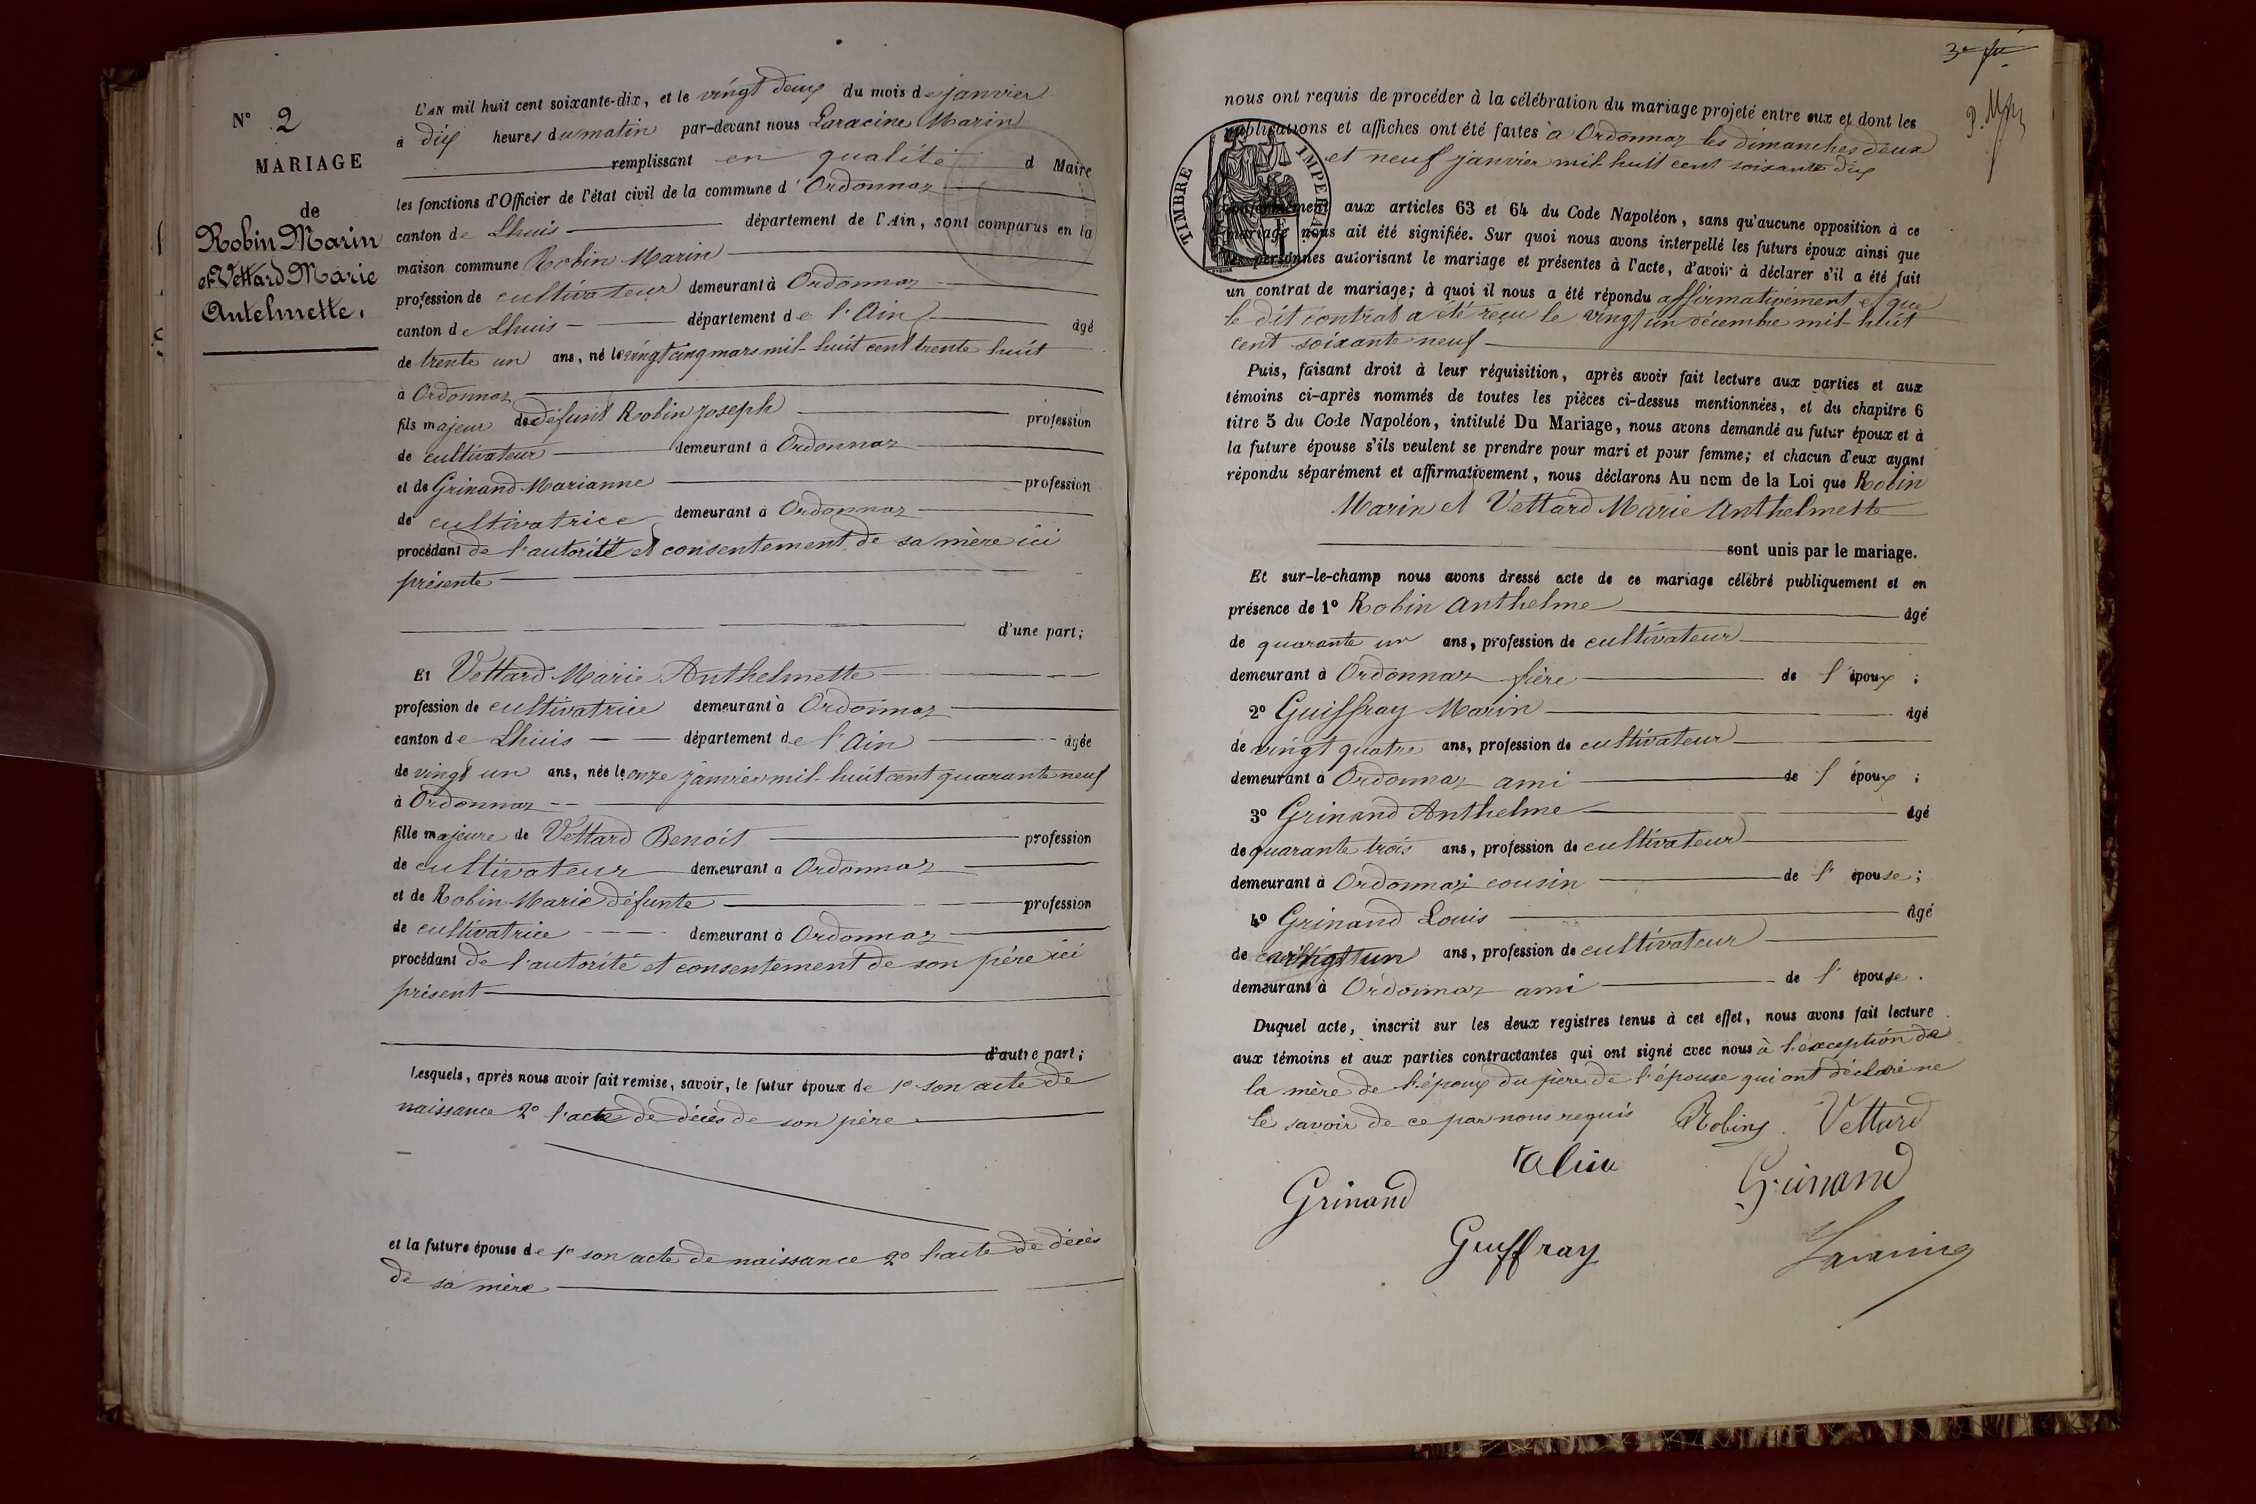 N° 2
MARIAGE
de
Robin Marin
et Vettard Marie
Antelmette.
L'AN mil huit cent soixante-dix, et le vingt deux du mois de janvier
à dix heures du matin par-devant nous Laracine Marin
remplissant en qualité d Maire
les fonctions d'Officier de l'état civil de la commune d' Ordonnaz
canton de Lhuis département de l'Ain, sont comparus en la
maison commune Robin Marin
profession de cultivateur demeurant à Ordonnaz
canton de Lhuis département de l'Ain âgé
de trente un ans, né le vingt cinq mars mil huit cent trente huit
à Ordonnaz
fils majeur de défunt Robin Joseph profession
de cultivateur demeurant à Ordonnaz
et de Grinand Marianne profession
de cultivatrice demeurant à Ordonnaz
procédant de l'autorité et consentement de sa mère ici
présente
d'une part;
Et Vettard Marie Anthelmette
profession de cultivatrice demeurant à Ordonnaz
canton de Lhuis département de l'Ain âgée
de vingt un ans, née le onze janvier mil huit cent quarante neuf
à Ordonnaz
fille majeure de Vettard Benoit profession
de cultivateur demeurant à Ordonnaz
et de Robin Marie défunte profession
de cultivatrice demeurant à Ordonnaz
procédant de l'autorité et consentement de son père ici
présent
d'autre part;
Lesquels, après nous avoir fait remise, savoir, le futur époux de 1° son acte de
naissance 2° l'acte de décès de son père
et la future épouse de 1° son acte de naissance 2° l'acte de décès
de sa mère
TIMBRE IMPERIAL
nous ont requis de procéder à la célébration du mariage projeté entre eux et dont les
publications et affiches ont été faites à Ordonnaz les dimanches deux
et neuf janvier mil huit cent soixante dix
conformément aux articles 63 et 64 du Code Napoléon, sans qu'aucune opposition à ce
mariage nous ait été signifiée. Sur quoi nous avons interpellé les futurs époux ainsi que
les personnes autorisant le mariage et présentes à l'acte, d'avoir à déclarer s'il a été fait
un contrat de mariage; à quoi il nous a été répondu affirmativement et que
le dit contrat a été reçu le vingt un décembre mil huit
cent soixante neuf
Puis, faisant droit à leur réquisition, après avoir fait lecture aux parties et aux
témoins ci-après nommés de toutes les pièces ci-dessus mentionnées, et du chapitre 6
titre 5 du Code Napoléon, intitulé Du Mariage, nous avons demandé au futur époux et à
la future épouse s'ils veulent se prendre pour mari et pour femme; et chacun d'eux ayant
répondu séparément et affirmativement, nous déclarons Au nom de la Loi que Robin
Marin et Vettard Marie Anthelmette
sont unis par le mariage.
Et sur-le-champ nous avons dressé acte de ce mariage célébré publiquement et en
présence de 1° Robin Anthelme âgé
de quarante un ans, profession de cultivateur
demeurant à Ordonnaz frère de l'époux;
2° Guiffray Marin âgé
de vingt quatre ans, profession de cultivateur
demeurant à Ordonnaz ami de l'époux;
3° Grinand Anthelme âgé
de quarante trois ans, profession de cultivateur
demeurant à Ordonnaz cousin de l'épouse;
4° Grinand Louis âgé
de vingt un ans, profession de cultivateur
demeurant à Ordonnaz ami de l'épouse.
Duquel acte, inscrit sur les deux registres tenus à cet effet, nous avons fait lecture
aux témoins et aux parties contractantes qui ont signé avec nous à l'exception de
la mère de l'époux du père de l'épouse qui ont déclaré ne
le savoir de ce par nous requis Robin Vettard
Grinand Grinand
Guiffray Laracine